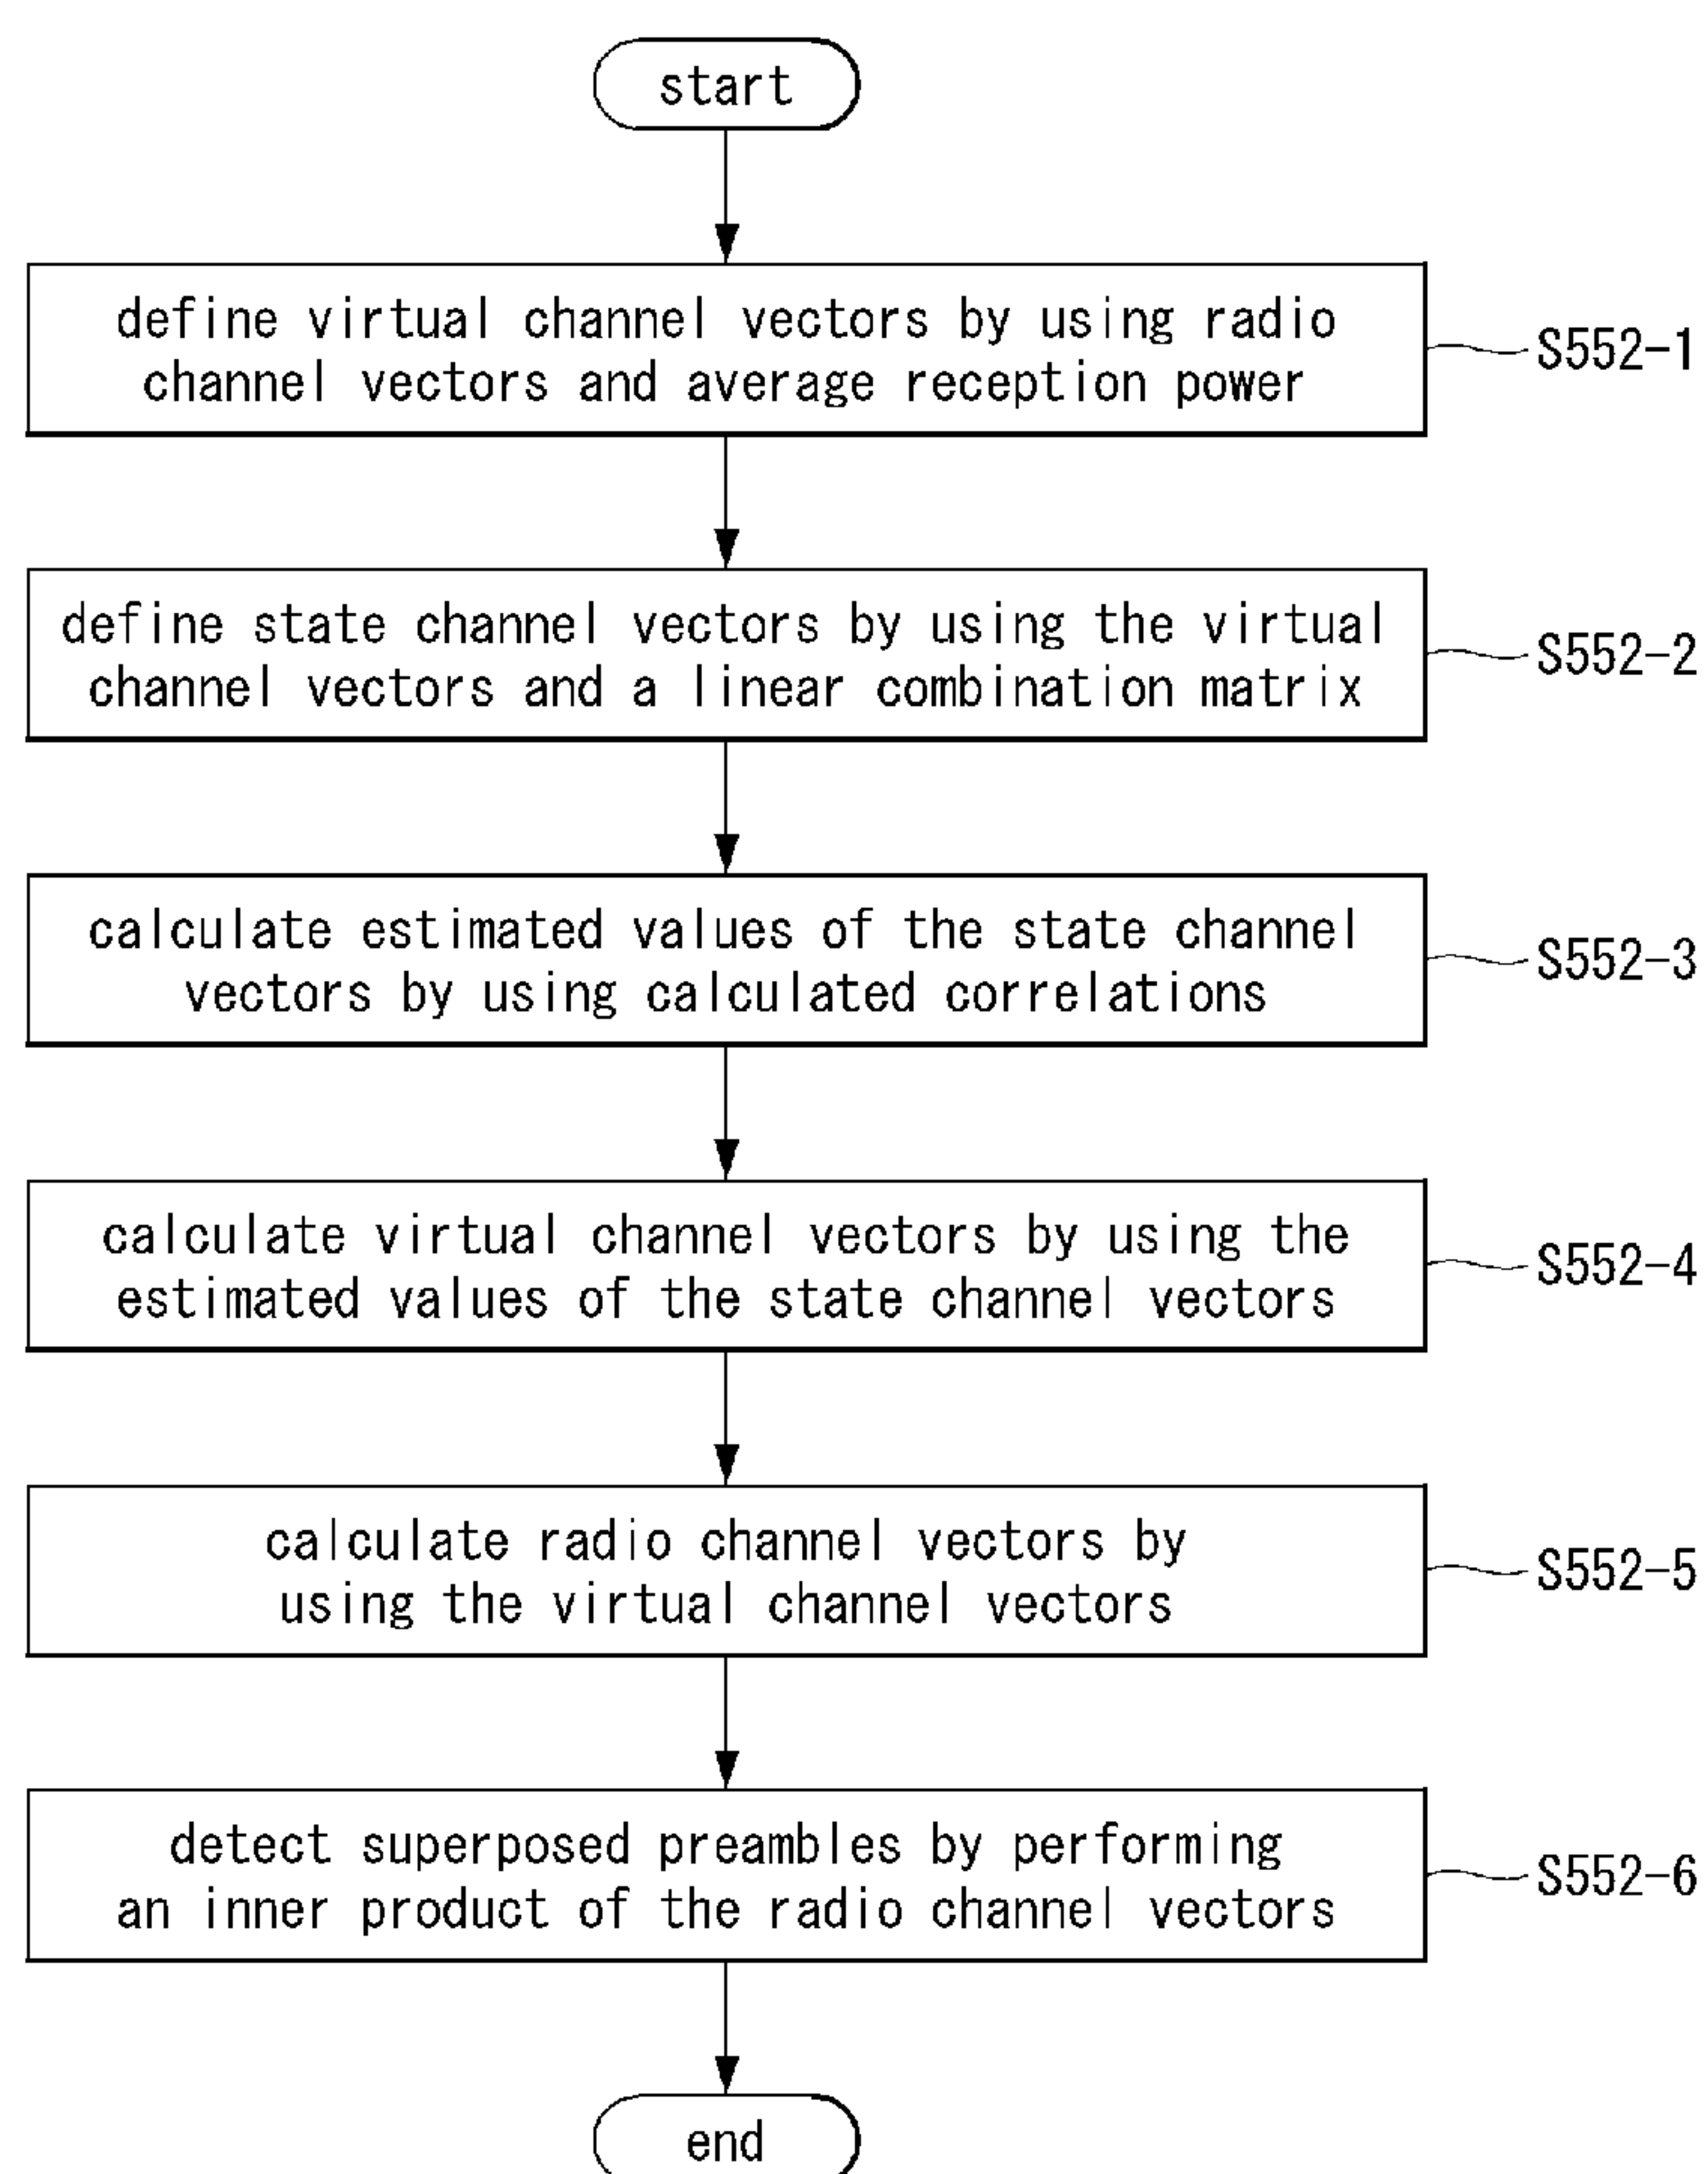 start
define virtual channel vectors by using radio
channel vectors and average reception power
S552-1
define state channel vectors by using the virtual
channel vectors and a linear combination matrix
S552-2
calculate estimated values of the state channel
vectors by using calculated correlations
S552-3
calculate virtual channel vectors by using the
estimated values of the state channel vectors
S552-4
calculate radio channel vectors by
using the virtual channel vectors
S552-5
detect superposed preambles by performing
an inner product of the radio channel vectors
S552-6
end